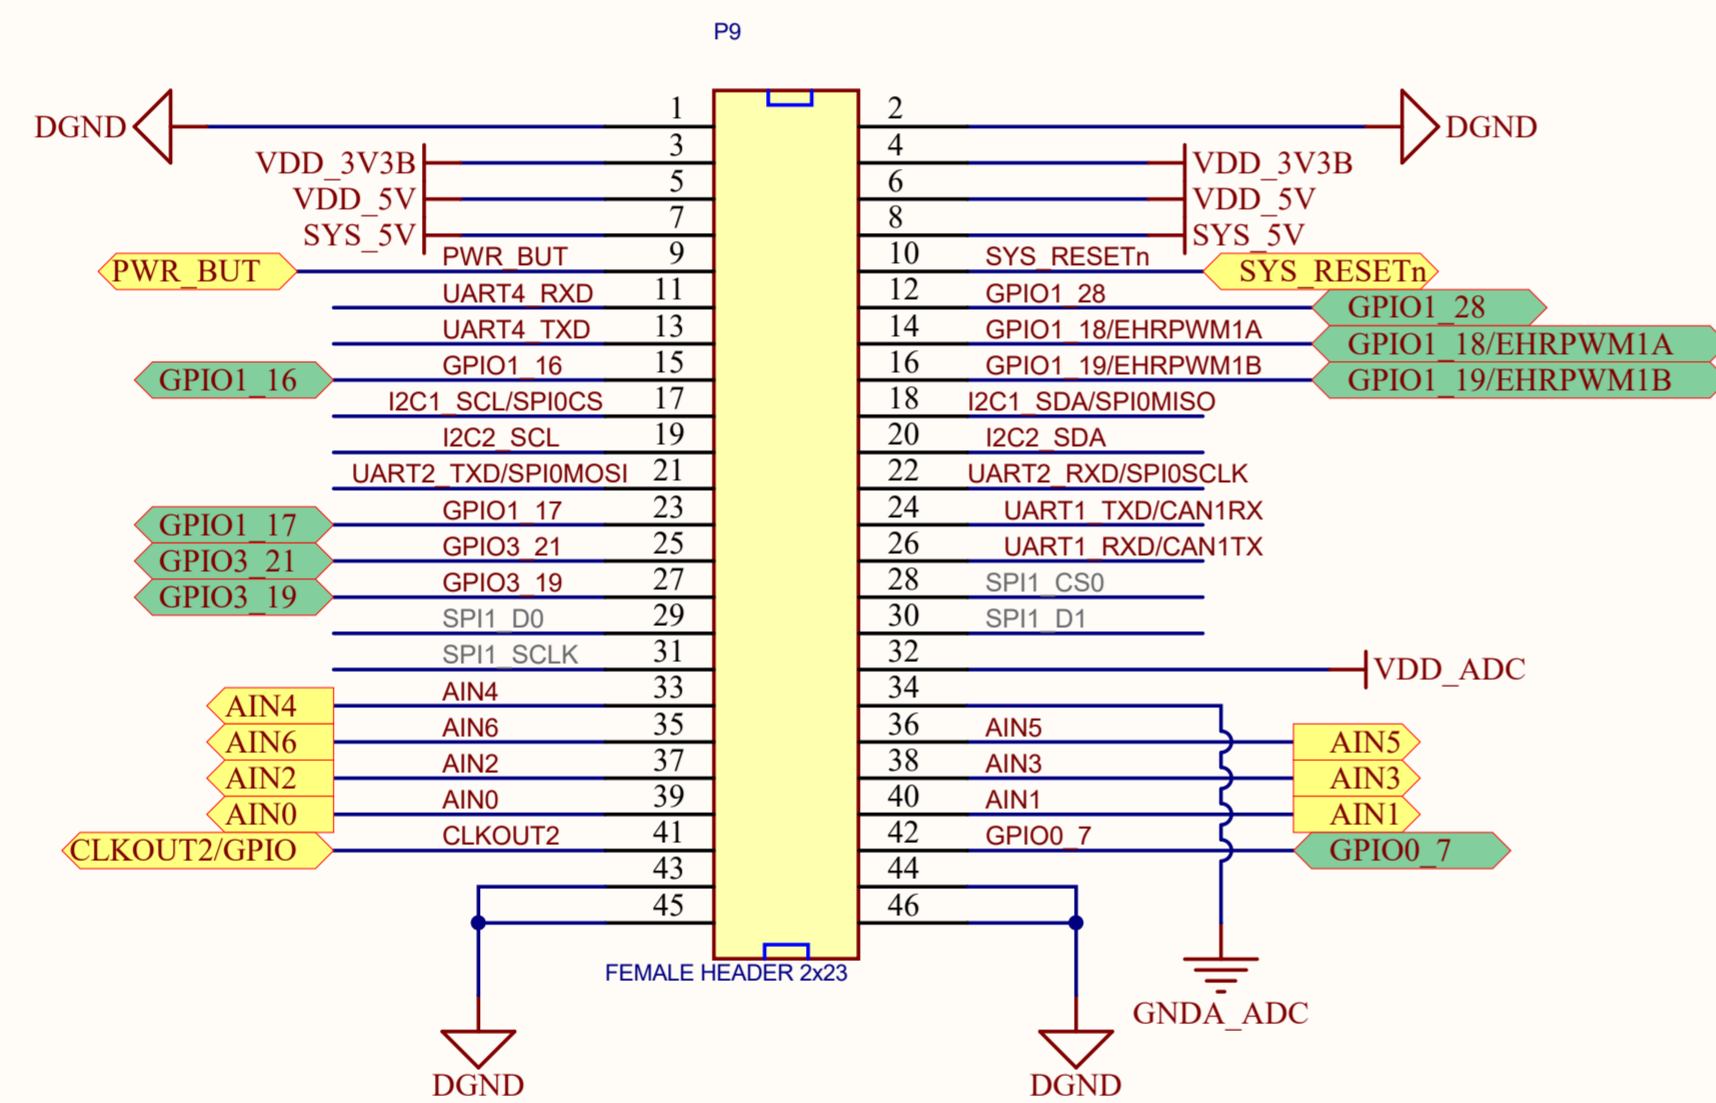 P9
DGND 1 2 DGND
VDD_3V3B 3 4 VDD_3V3B
VDD_5V 5 6 VDD_5V
SYS_5V 7 8 SYS_5V
PWR_BUT PWR_BUT 9 10 SYS_RESETn SYS_RESETn
UART4_RXD 11 12 GPIO1_28 GPIO1_28
UART4_TXD 13 14 GPIO1_18/EHRPWM1A GPIO1_18/EHRPWM1A
GPIO1_16 GPIO1_16 15 16 GPIO1_19/EHRPWM1B GPIO1_19/EHRPWM1B
I2C1_SCL/SPI0CS 17 18 I2C1_SDA/SPI0MISO
I2C2_SCL 19 20 I2C2_SDA
UART2_TXD/SPI0MOSI 21 22 UART2_RXD/SPI0SCLK
GPIO1_17 GPIO1_17 23 24 UART1_TXD/CAN1RX
GPIO3_21 GPIO3_21 25 26 UART1_RXD/CAN1TX
GPIO3_19 GPIO3_19 27 28 SPI1_CS0
SPI1_D0 29 30 SPI1_D1
SPI1_SCLK 31 32 VDD_ADC
AIN4 AIN4 33 34
AIN6 AIN6 35 36 AIN5 AIN5
AIN2 AIN2 37 38 AIN3 AIN3
AIN0 AIN0 39 40 AIN1 AIN1
CLKOUT2/GPIO CLKOUT2 41 42 GPIO0_7 GPIO0_7
43 44
45 46
FEMALE HEADER 2x23
GNDA_ADC
DGND DGND